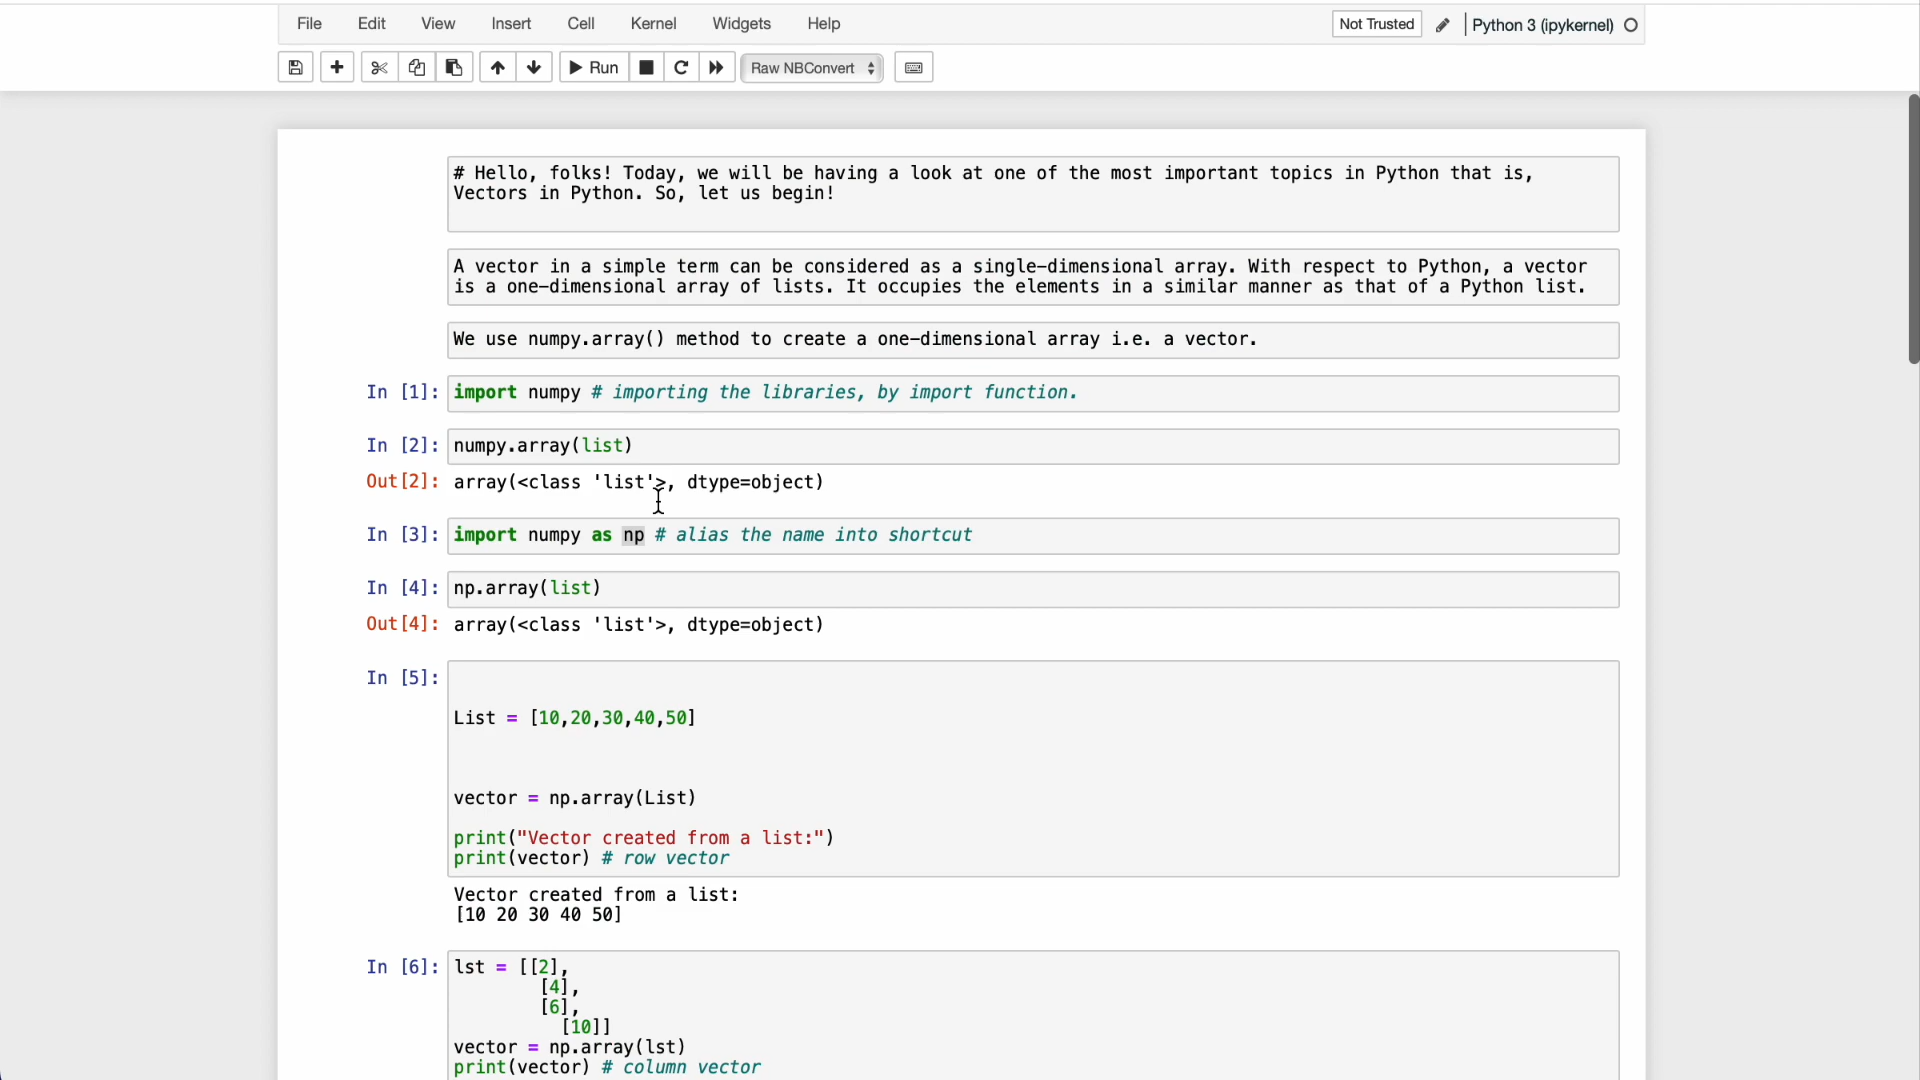 File Edit View Insert Cell Kernel Widgets Help Not Trusted Python 3 (ipykernel)
Run Raw NBConvert
# Hello, folks! Today, we will be having a look at one of the most important topics in Python that is,
Vectors in Python. So, let us begin!
A vector in a simple term can be considered as a single-dimensional array. With respect to Python, a vector
is a one-dimensional array of lists. It occupies the elements in a similar manner as that of a Python list.
We use numpy.array() method to create a one-dimensional array i.e. a vector.
In [1]: import numpy # importing the libraries, by import function.
In [2]: numpy.array(list)
Out[2]: array(<class 'list'>, dtype=object)
In [3]: import numpy as np # alias the name into shortcut
In [4]: np.array(list)
Out[4]: array(<class 'list'>, dtype=object)
In [5]:
List = [10,20,30,40,50]
vector = np.array(List)
print("Vector created from a list:")
print(vector) # row vector
Vector created from a list:
[10 20 30 40 50]
In [6]: lst = [[2],
[4],
[6],
[10]]
vector = np.array(lst)
print(vector) # column vector